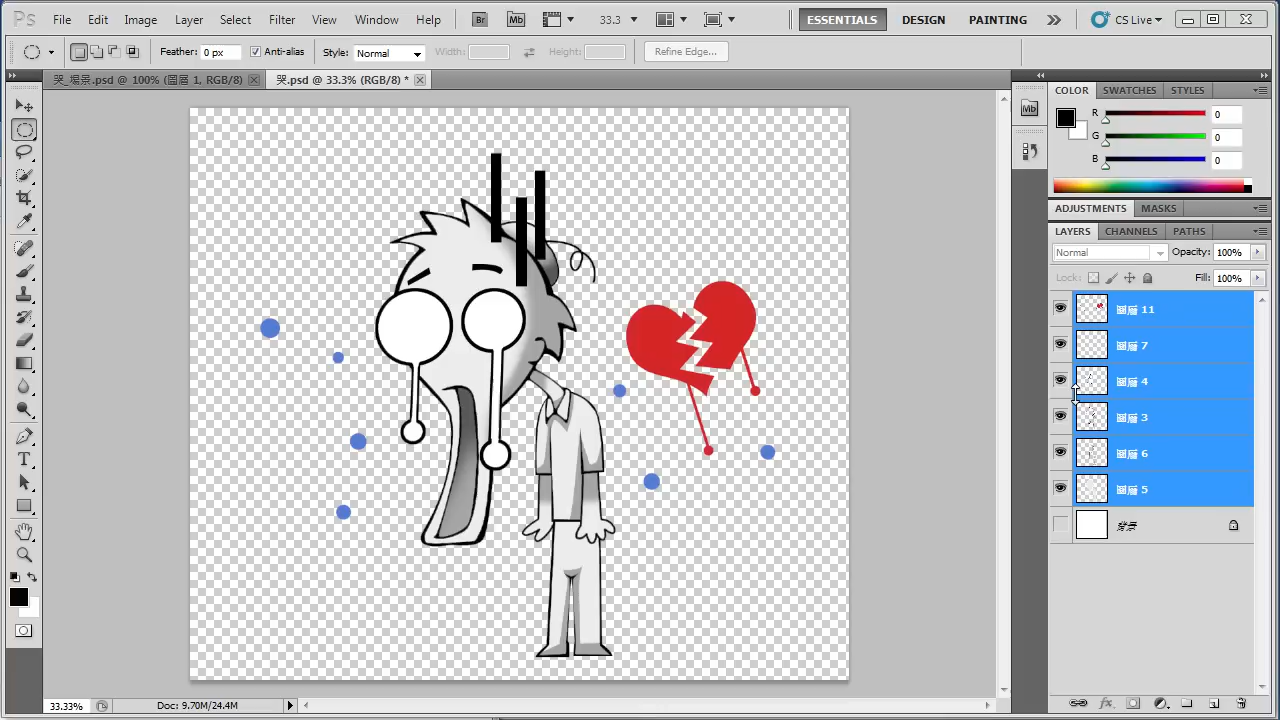 Ps File Edit Image Layer Select Filter View Window Help Br Mb 33.3 ESSENTIALS DESIGN PAINTING CS Live
Feather: 0 px Anti-alias Style: Normal Width: Height: Refine Edge...
哭_場景.psd @ 100% (圖層 1, RGB/8) 哭.psd @ 33.3% (RGB/8) *
Mb
COLOR SWATCHES STYLES
R 0
G 0
B 0
ADJUSTMENTS MASKS
LAYERS CHANNELS PATHS
Normal Opacity: 100%
Lock: Fill: 100%
圖層 11
圖層 7
圖層 4
圖層 3
圖層 6
圖層 5
背景
T
33.33% Doc: 9.70M/24.4M
fx